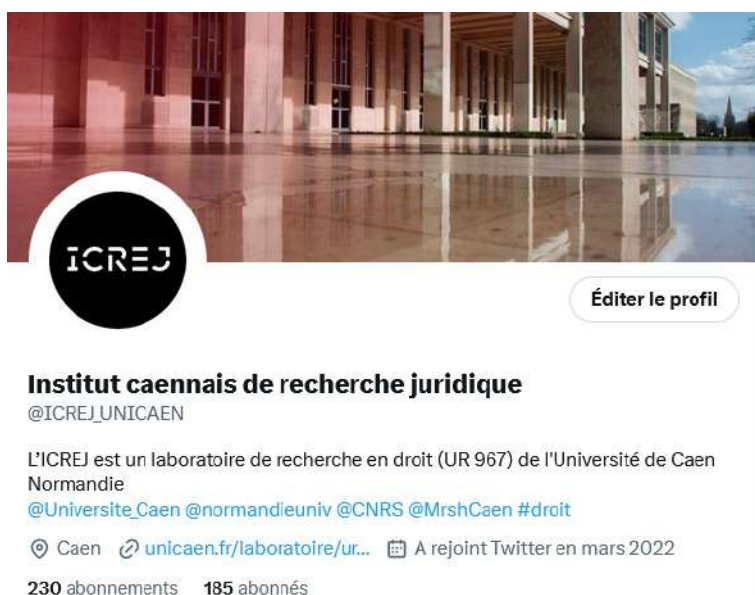 ICREJ
Éditer le profil
Institut caennais de recherche juridique
@ICREJ_UNICAEN
L'ICREJ est un laboratoire de recherche en droit (UR 967) de l'Université de Caen
Normandie
@Universite_Caen @normandieuniv @CNRS @MrshCaen #droit
Caen unicaen.fr/laboratoire/ur... A rejoint Twitter en mars 2022
230 abonnements 185 abonnés